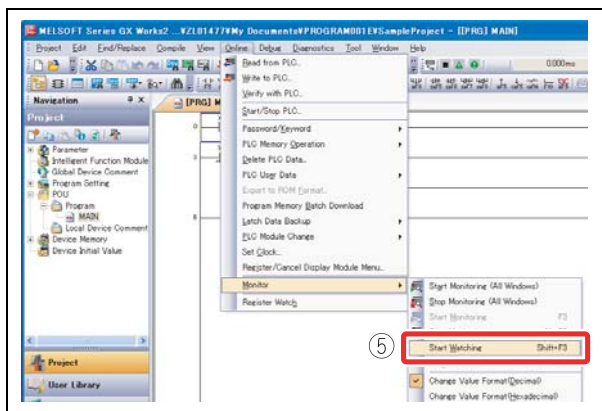 MELSOFT Series GX Works2 ...¥ZL01477¥My Documents¥PROGRAM001E¥SampleProject - [[PRG] MAIN]
Project Edit Find/Replace Compile View Online Debug Diagnostics Tool Window Help
0.000ms
Navigation
[PRG] M
Project
Parameter
Intelligent Function Module
Global Device Comment
Program Setting
POU
Program
MAIN
Local Device Comment
Device Memory
Device Initial Value
Project
User Library
0
6
Read from PLC...
Write to PLC...
Verify with PLC...
Start/Stop PLC...
Password/Keyword
PLC Memory Operation
Delete PLC Data...
PLC User Data
Export to ROM Format...
Program Memory Batch Download
Latch Data Backup
PLC Module Change
Set Clock...
Register/Cancel Display Module Menu...
Monitor
Register Watch
Start Monitoring (All Windows)
Stop Monitoring (All Windows)
Start Monitoring F3
⑤
Start Watching Shift+F3
Change Value Format(Decimal)
Change Value Format(Hexadecimal)